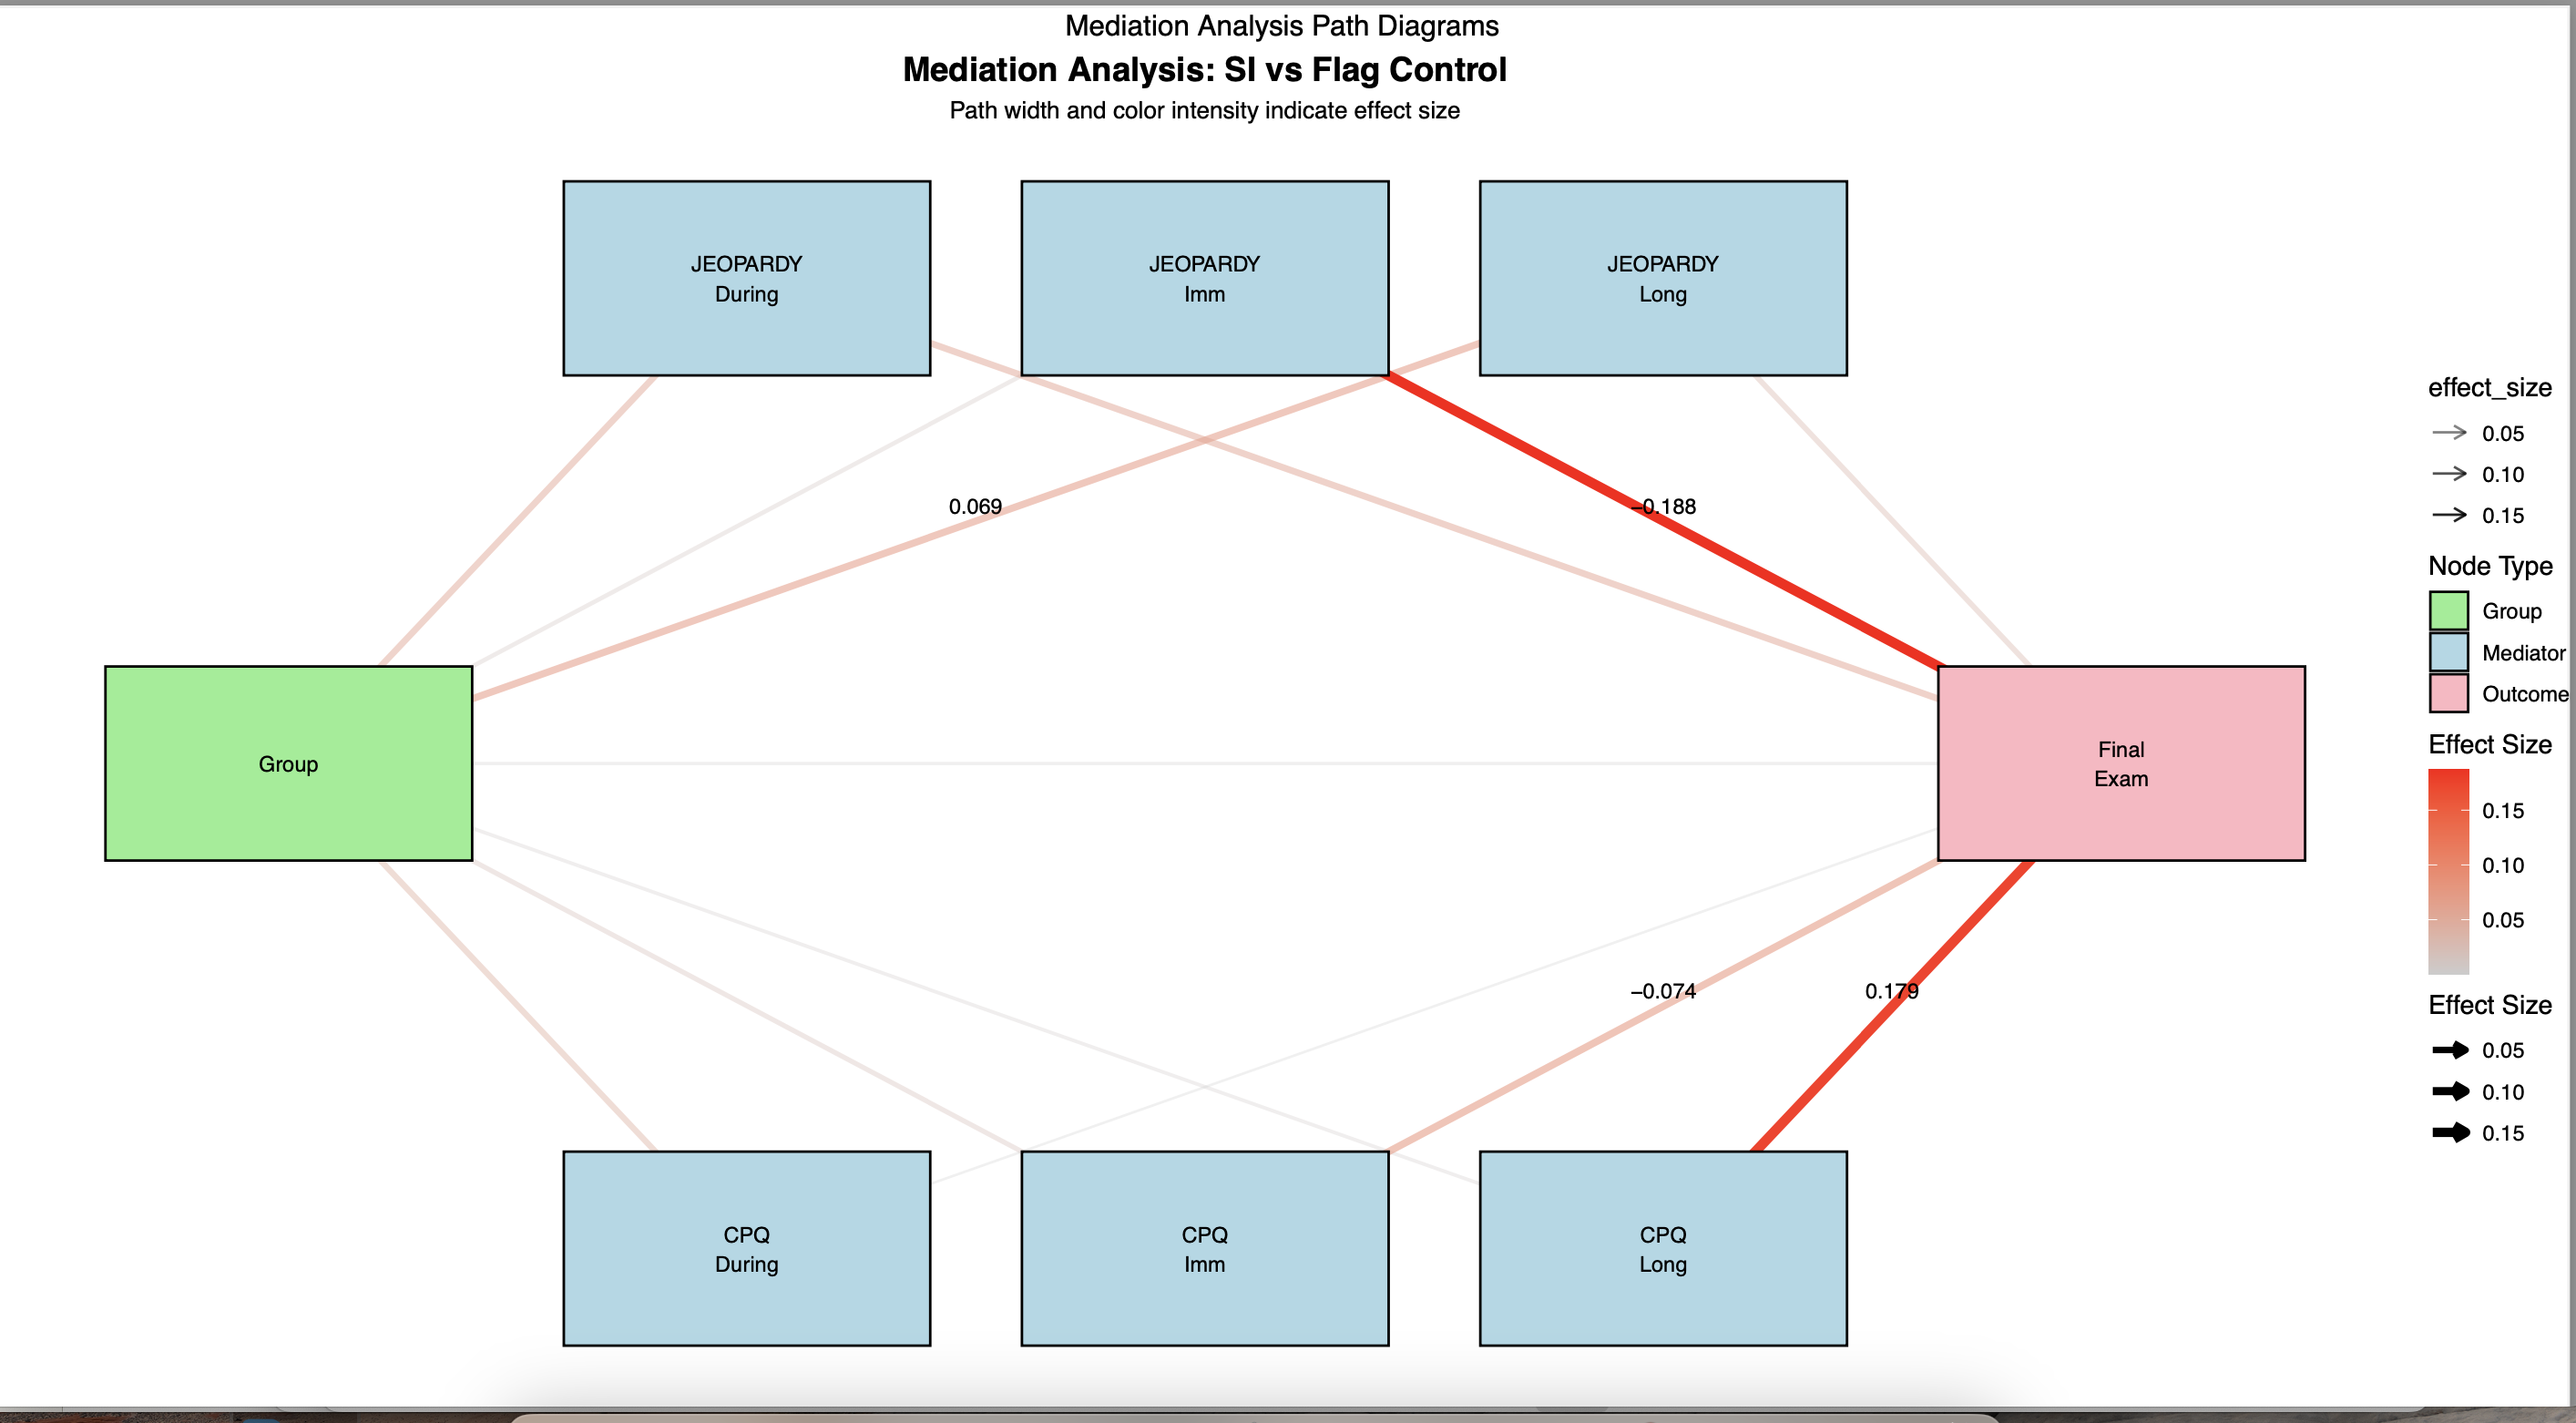 Mediation Analysis Path Diagrams
Mediation Analysis: SI vs Flag Control
Path width and color intensity indicate effect size
JEOPARDY
During
JEOPARDY
Imm
JEOPARDY
Long
0.069
−0.188
Group
Final
Exam
−0.074
0.179
CPQ
During
CPQ
Imm
CPQ
Long
effect_size
0.05
0.10
0.15
Node Type
Group
Mediator
Outcome
Effect Size
0.15
0.10
0.05
Effect Size
0.05
0.10
0.15